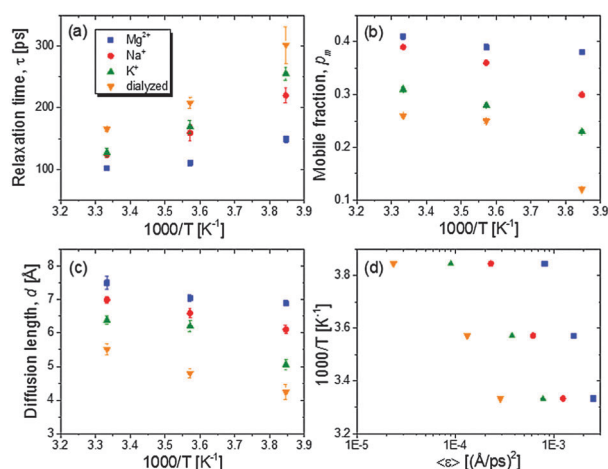 (a)
Mg2+
Na+
K+
dialyzed
Relaxation time, τ [ps]
300
200
100
3.2 3.3 3.4 3.5 3.6 3.7 3.8 3.9
1000/T [K-1]
(b)
Mobile fraction, pm
0.4
0.3
0.2
0.1
3.2 3.3 3.4 3.5 3.6 3.7 3.8 3.9
1000/T [K-1]
(c)
Diffusion length, d [Å]
8
7
6
5
4
3
3.2 3.3 3.4 3.5 3.6 3.7 3.8 3.9
1000/T [K-1]
(d)
1000/T [K-1]
3.8
3.6
3.4
3.2
1E-5 1E-4 1E-3
<ε> [(Å/ps)2]